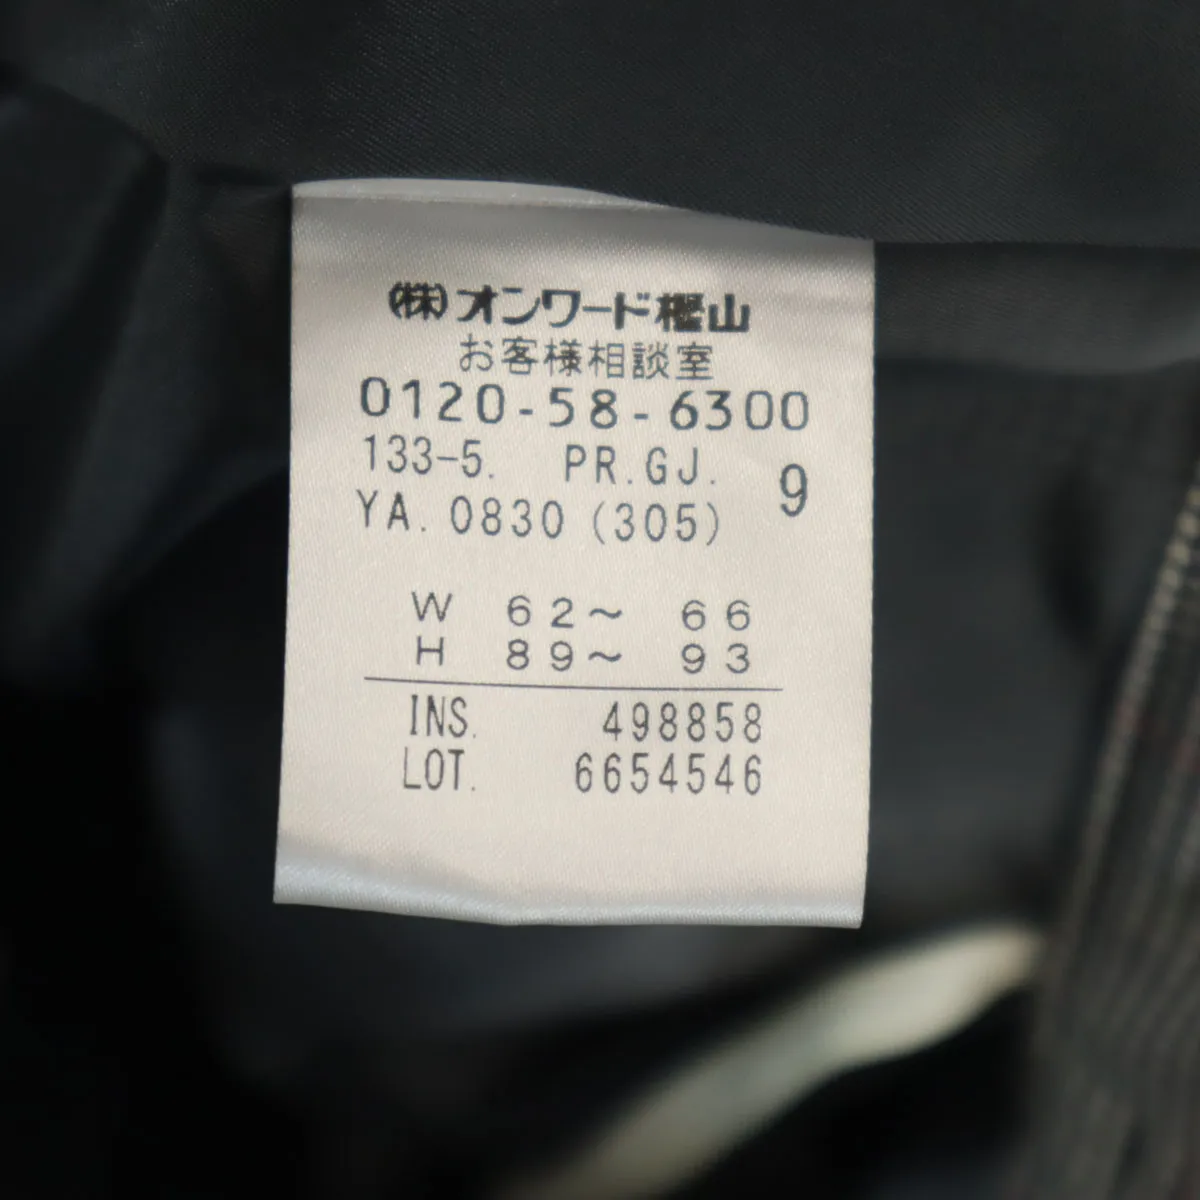 (株)オンワード樫山
お客様相談室
0120-58-6300
133-5. PR.GJ. 9
YA. 0830 (305)
W 62～ 66
H 89～ 93
INS. 498858
LOT. 6654546